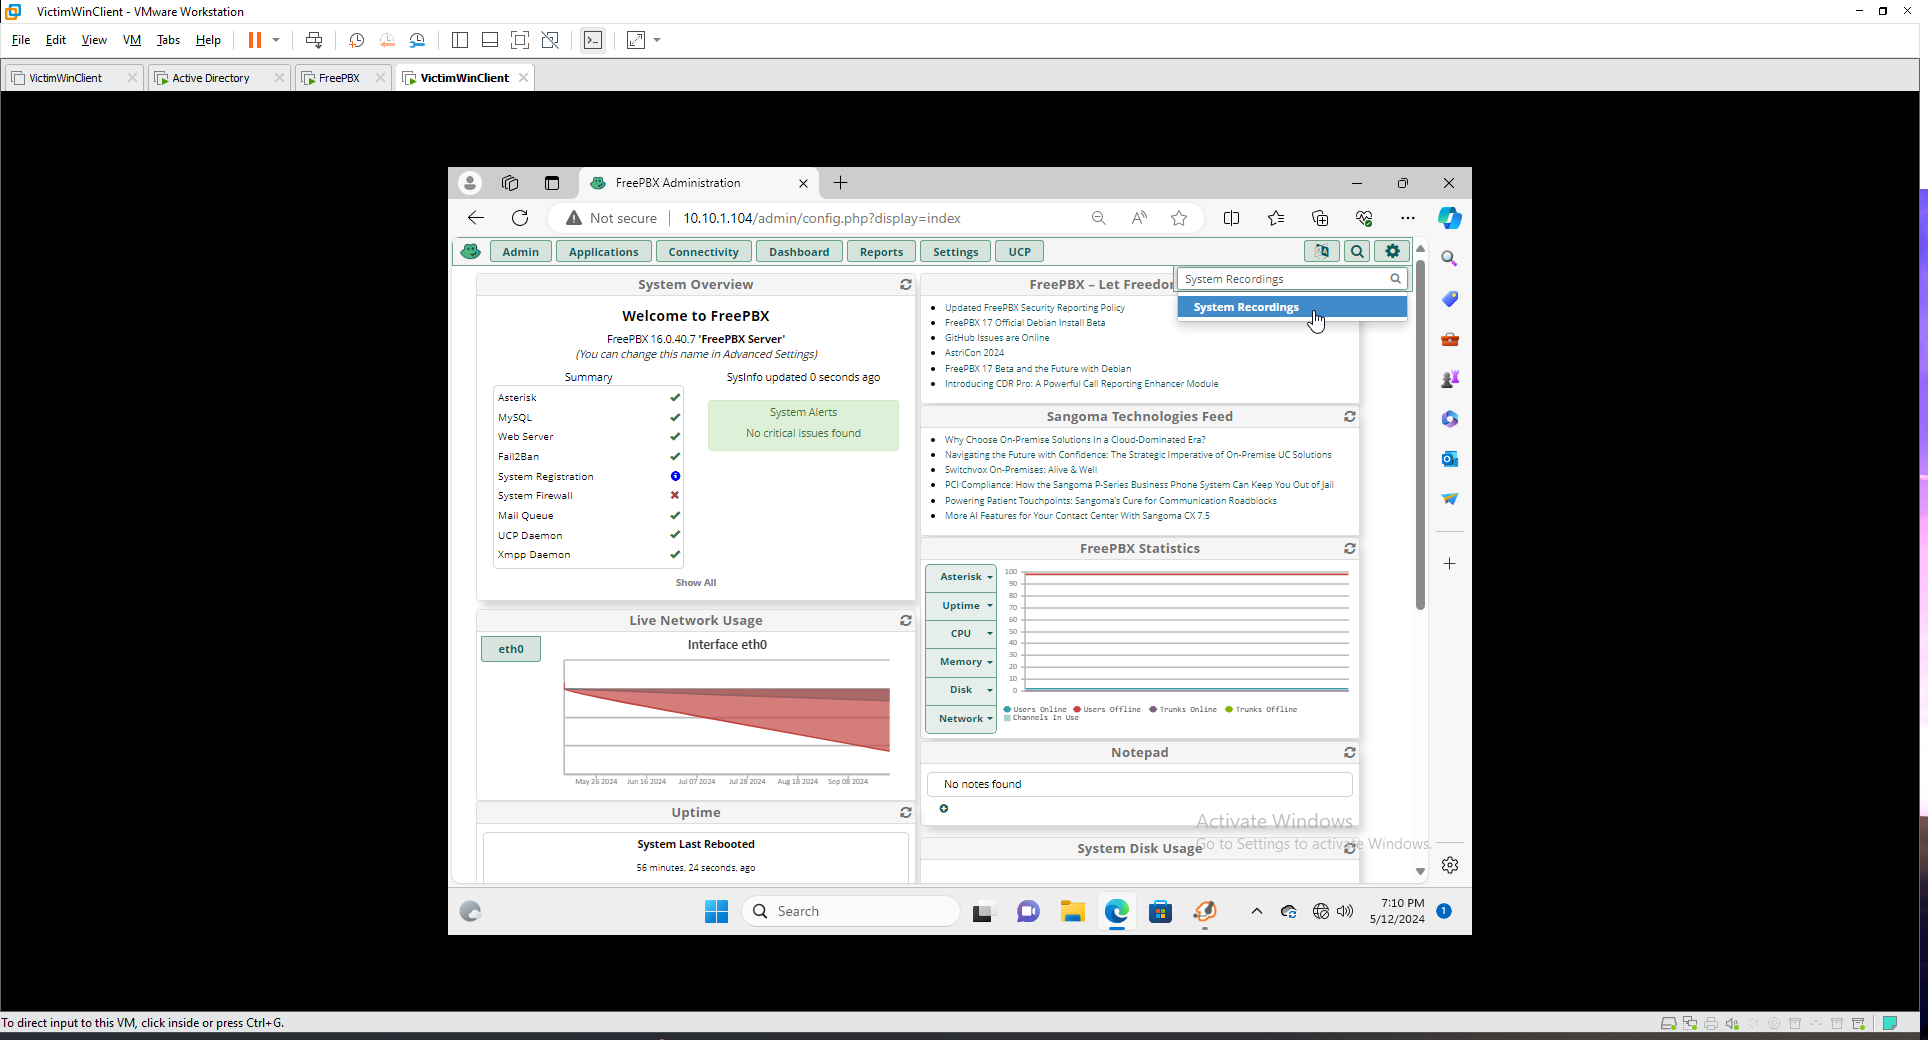 VictimWinClient - VMware Workstation
File Edit View VM Tabs Help
VictimWinClient Active Directory FreePBX VictimWinClient
FreePBX Administration
Not secure 10.10.1.104/admin/config.php?display=index
Admin Applications Connectivity Dashboard Reports Settings UCP
System Recordings
System Recordings
System Overview
Welcome to FreePBX
FreePBX 16.0.40.7 'FreePBX Server'
(You can change this name in Advanced Settings)
Summary
Asterisk
MySQL
Web Server
Fail2Ban
System Registration
System Firewall
Mail Queue
UCP Daemon
Xmpp Daemon
SysInfo updated 0 seconds ago
System Alerts
No critical issues found
Show All
Live Network Usage
eth0
Interface eth0
May 26 2024 Jun 16 2024 Jul 07 2024 Jul 28 2024 Aug 18 2024 Sep 08 2024
Uptime
System Last Rebooted
56 minutes, 24 seconds, ago
FreePBX – Let Freedo
Updated FreePBX Security Reporting Policy
FreePBX 17 Official Debian Install Beta
GitHub Issues are Online
AstriCon 2024
FreePBX 17 Beta and the Future with Debian
Introducing CDR Pro: A Powerful Call Reporting Enhancer Module
Sangoma Technologies Feed
Why Choose On-Premise Solutions In a Cloud-Dominated Era?
Navigating the Future with Confidence: The Strategic Imperative of On-Premise UC Solutions
Switchvox On-Premises: Alive & Well
PCI Compliance: How the Sangoma P-Series Business Phone System Can Keep You Out of Jail
Powering Patient Touchpoints: Sangoma's Cure for Communication Roadblocks
More AI Features for Your Contact Center With Sangoma CX 7.5
FreePBX Statistics
Asterisk
Uptime
CPU
Memory
Disk
Network
100
90
80
70
60
50
40
30
20
10
0
Users Online Users Offline Trunks Online Trunks Offline
Channels In Use
Notepad
No notes found
System Disk Usage
Activate Windows
Go to Settings to activate Windows.
Search
7:10 PM
5/12/2024
1
To direct input to this VM, click inside or press Ctrl+G.